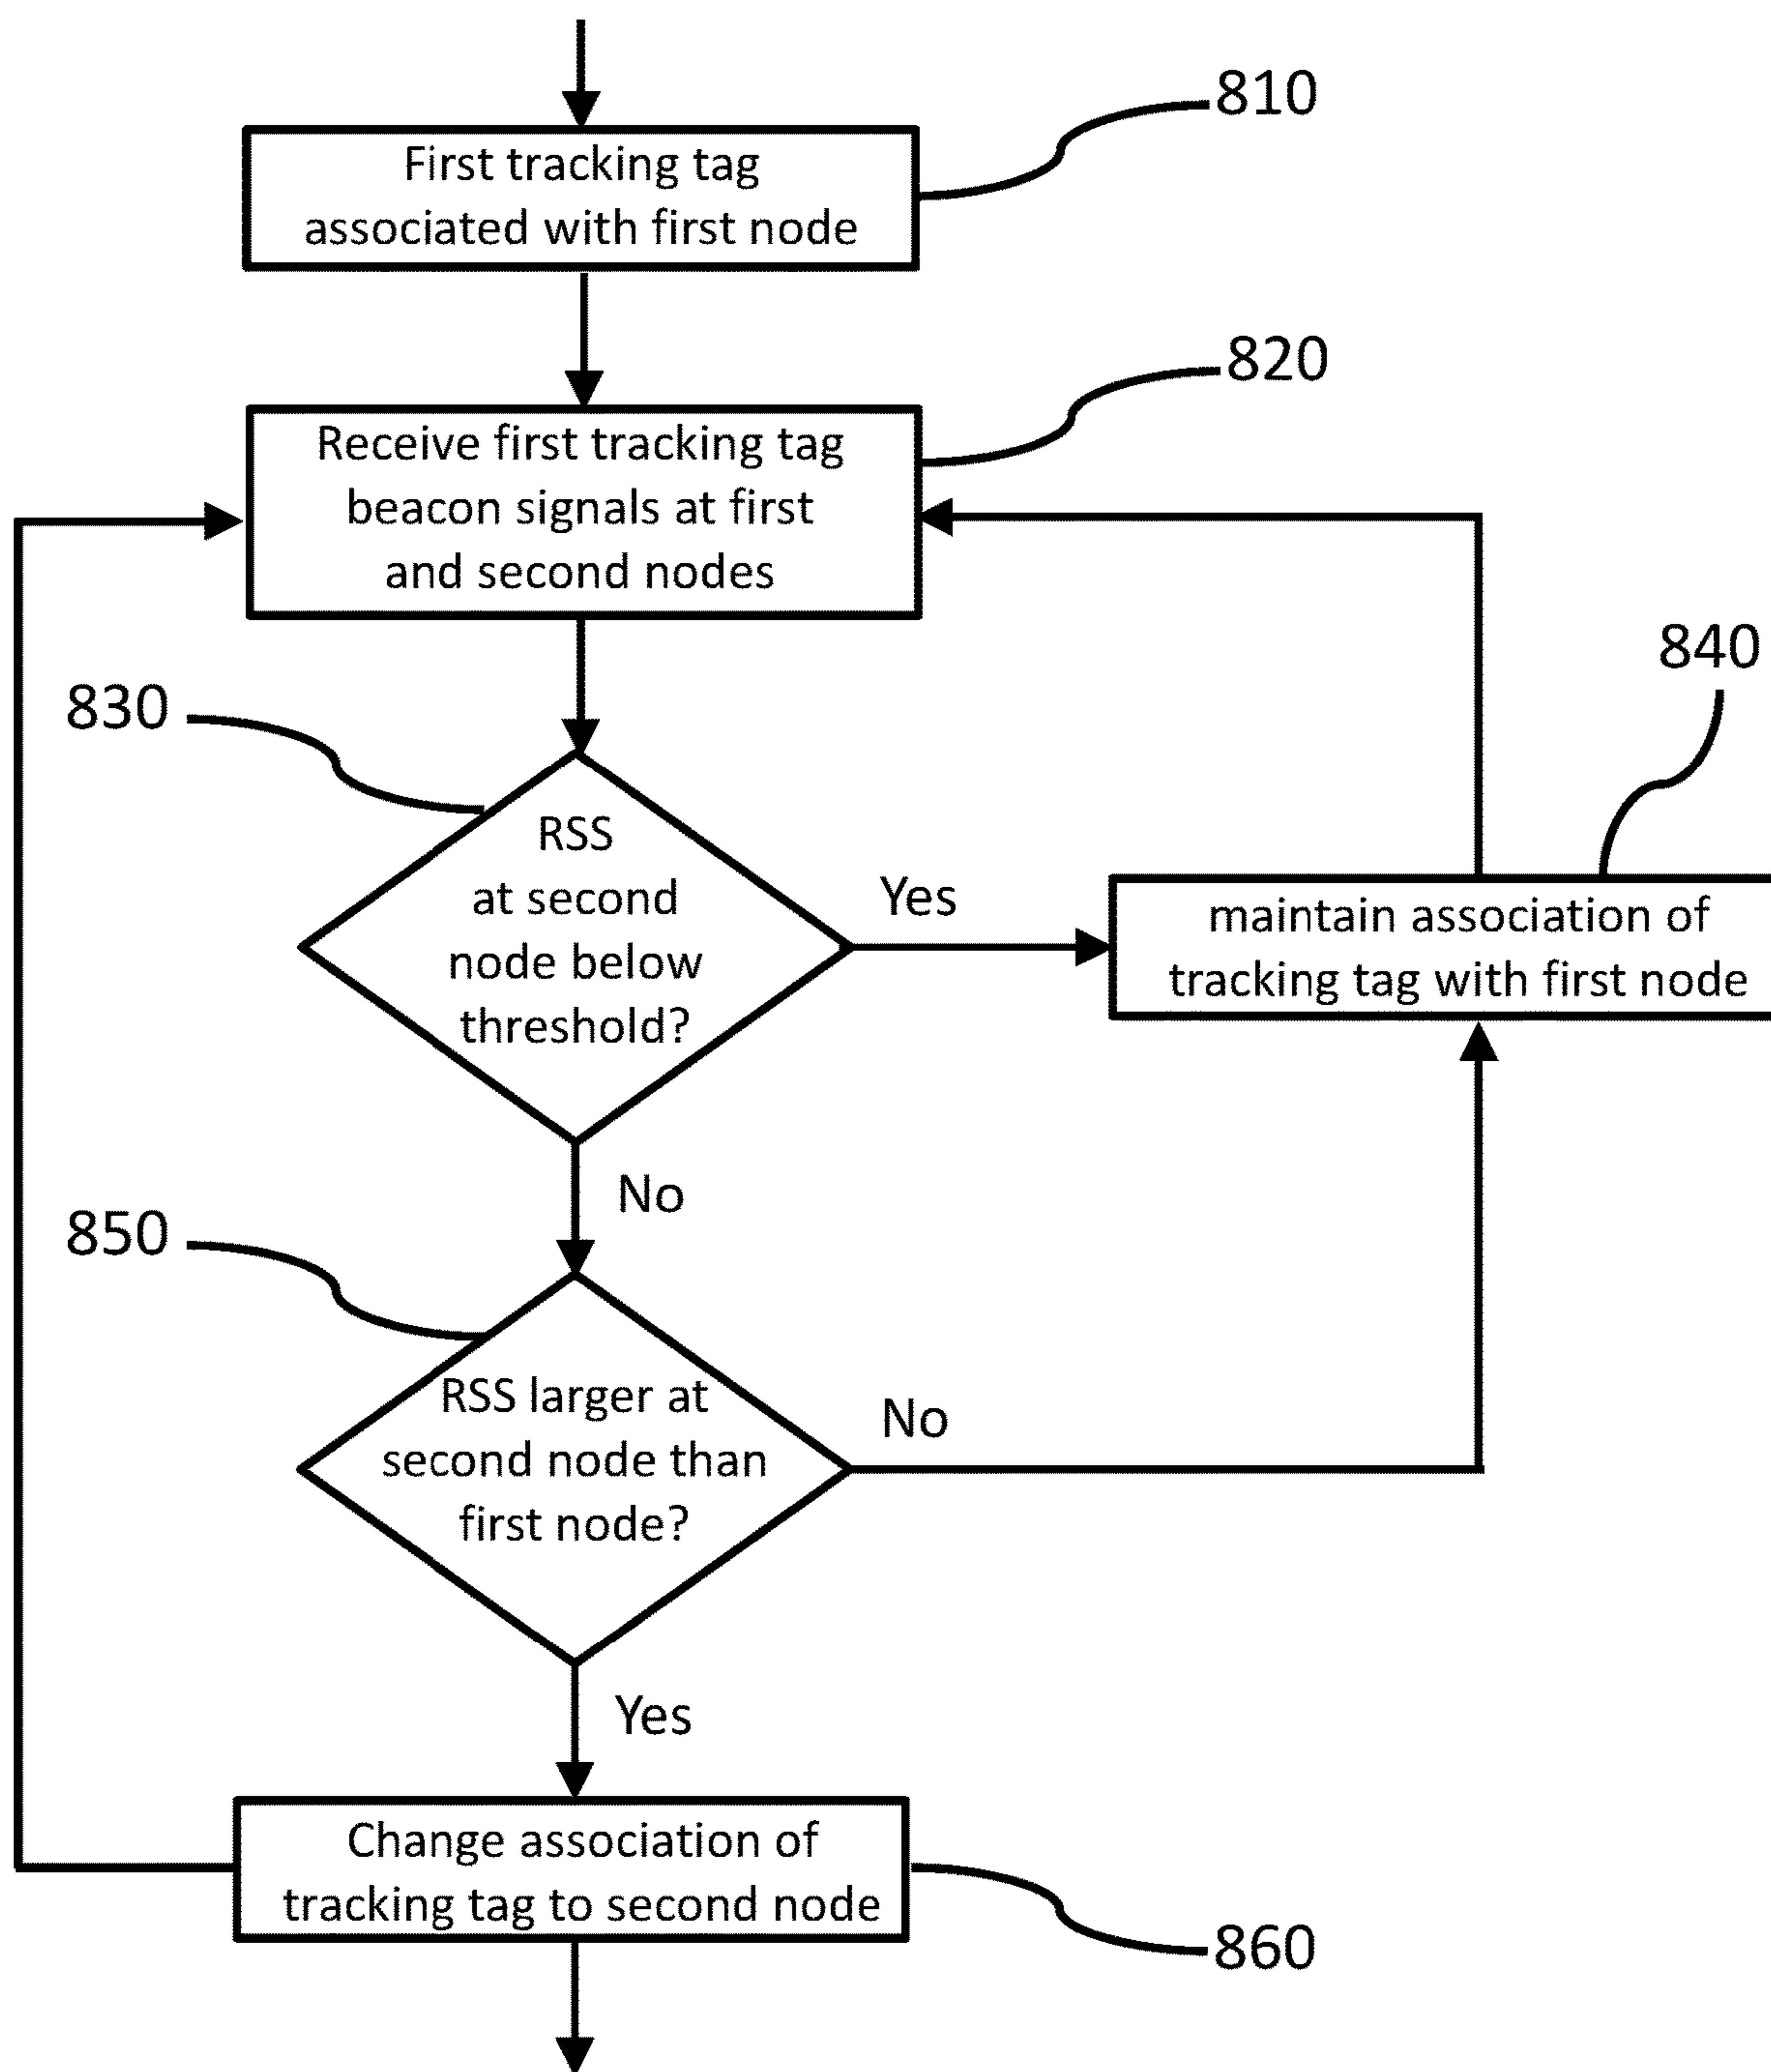 810
First tracking tag
associated with first node
820
Receive first tracking tag
beacon signals at first
and second nodes
840
830
RSS
at second
node below
threshold?
Yes
maintain association of
tracking tag with first node
No
850
RSS larger at
second node than
first node?
No
Yes
Change association of
tracking tag to second node
860